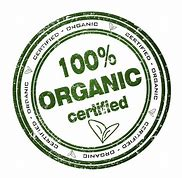 CERTIFIED • ORGANIC • CERTIFIED • ORGANIC • CERTIFIED • ORGANIC
100%
ORGANIC
certified